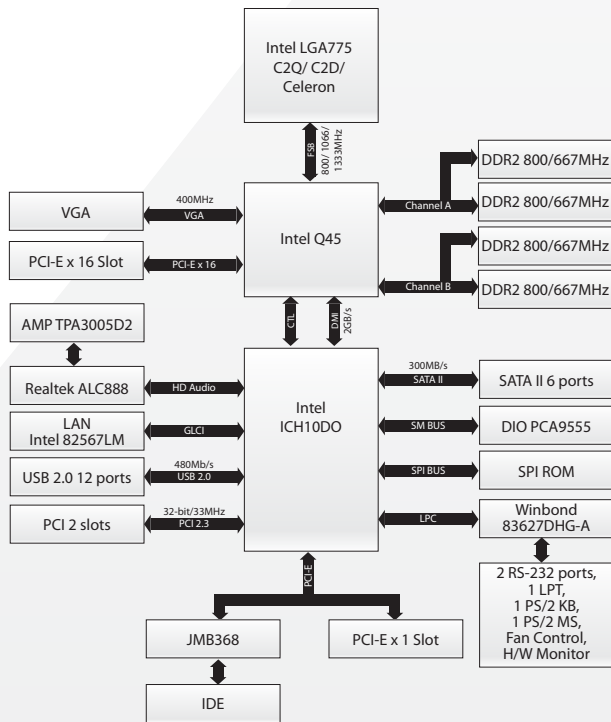 Intel LGA775
C2Q/ C2D/
Celeron
FSB
800/ 1066/
1333MHz
DDR2 800/667MHz
DDR2 800/667MHz
DDR2 800/667MHz
DDR2 800/667MHz
Channel A
Channel B
VGA
400MHz
VGA
PCI-E x 16 Slot
PCI-E x 16
Intel Q45
CTL
DMI
2GB/s
AMP TPA3005D2
Realtek ALC888
HD Audio
LAN
Intel 82567LM
GLCI
USB 2.0 12 ports
480Mb/s
USB 2.0
PCI 2 slots
32-bit/33MHz
PCI 2.3
Intel
ICH10DO
300MB/s
SATA II
SATA II 6 ports
SM BUS
DIO PCA9555
SPI BUS
SPI ROM
LPC
Winbond
83627DHG-A
2 RS-232 ports,
1 LPT,
1 PS/2 KB,
1 PS/2 MS,
Fan Control,
H/W Monitor
PCI-E
JMB368
PCI-E x 1 Slot
IDE